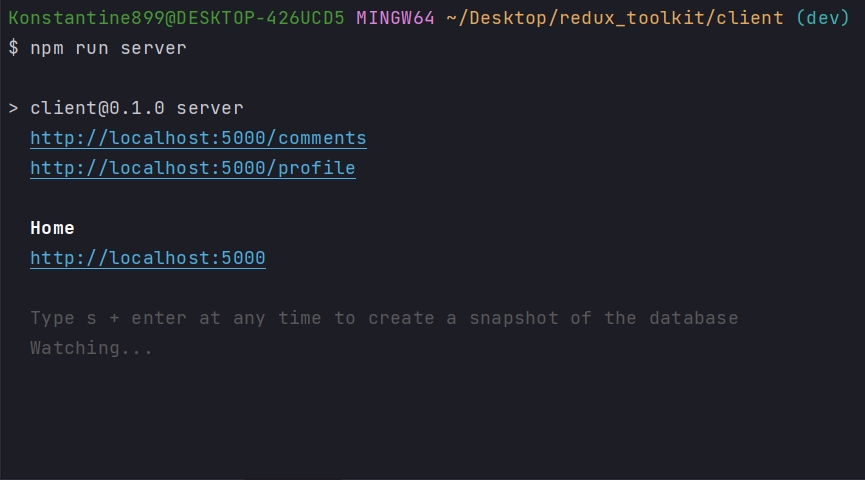 Konstantine899@DESKTOP-426UCD5 MINGW64 ~/Desktop/redux_toolkit/client (dev)
$ npm run server
> client@0.1.0 server
http://localhost:5000/comments
http://localhost:5000/profile
Home
http://localhost:5000
Type s + enter at any time to create a snapshot of the database
Watching...